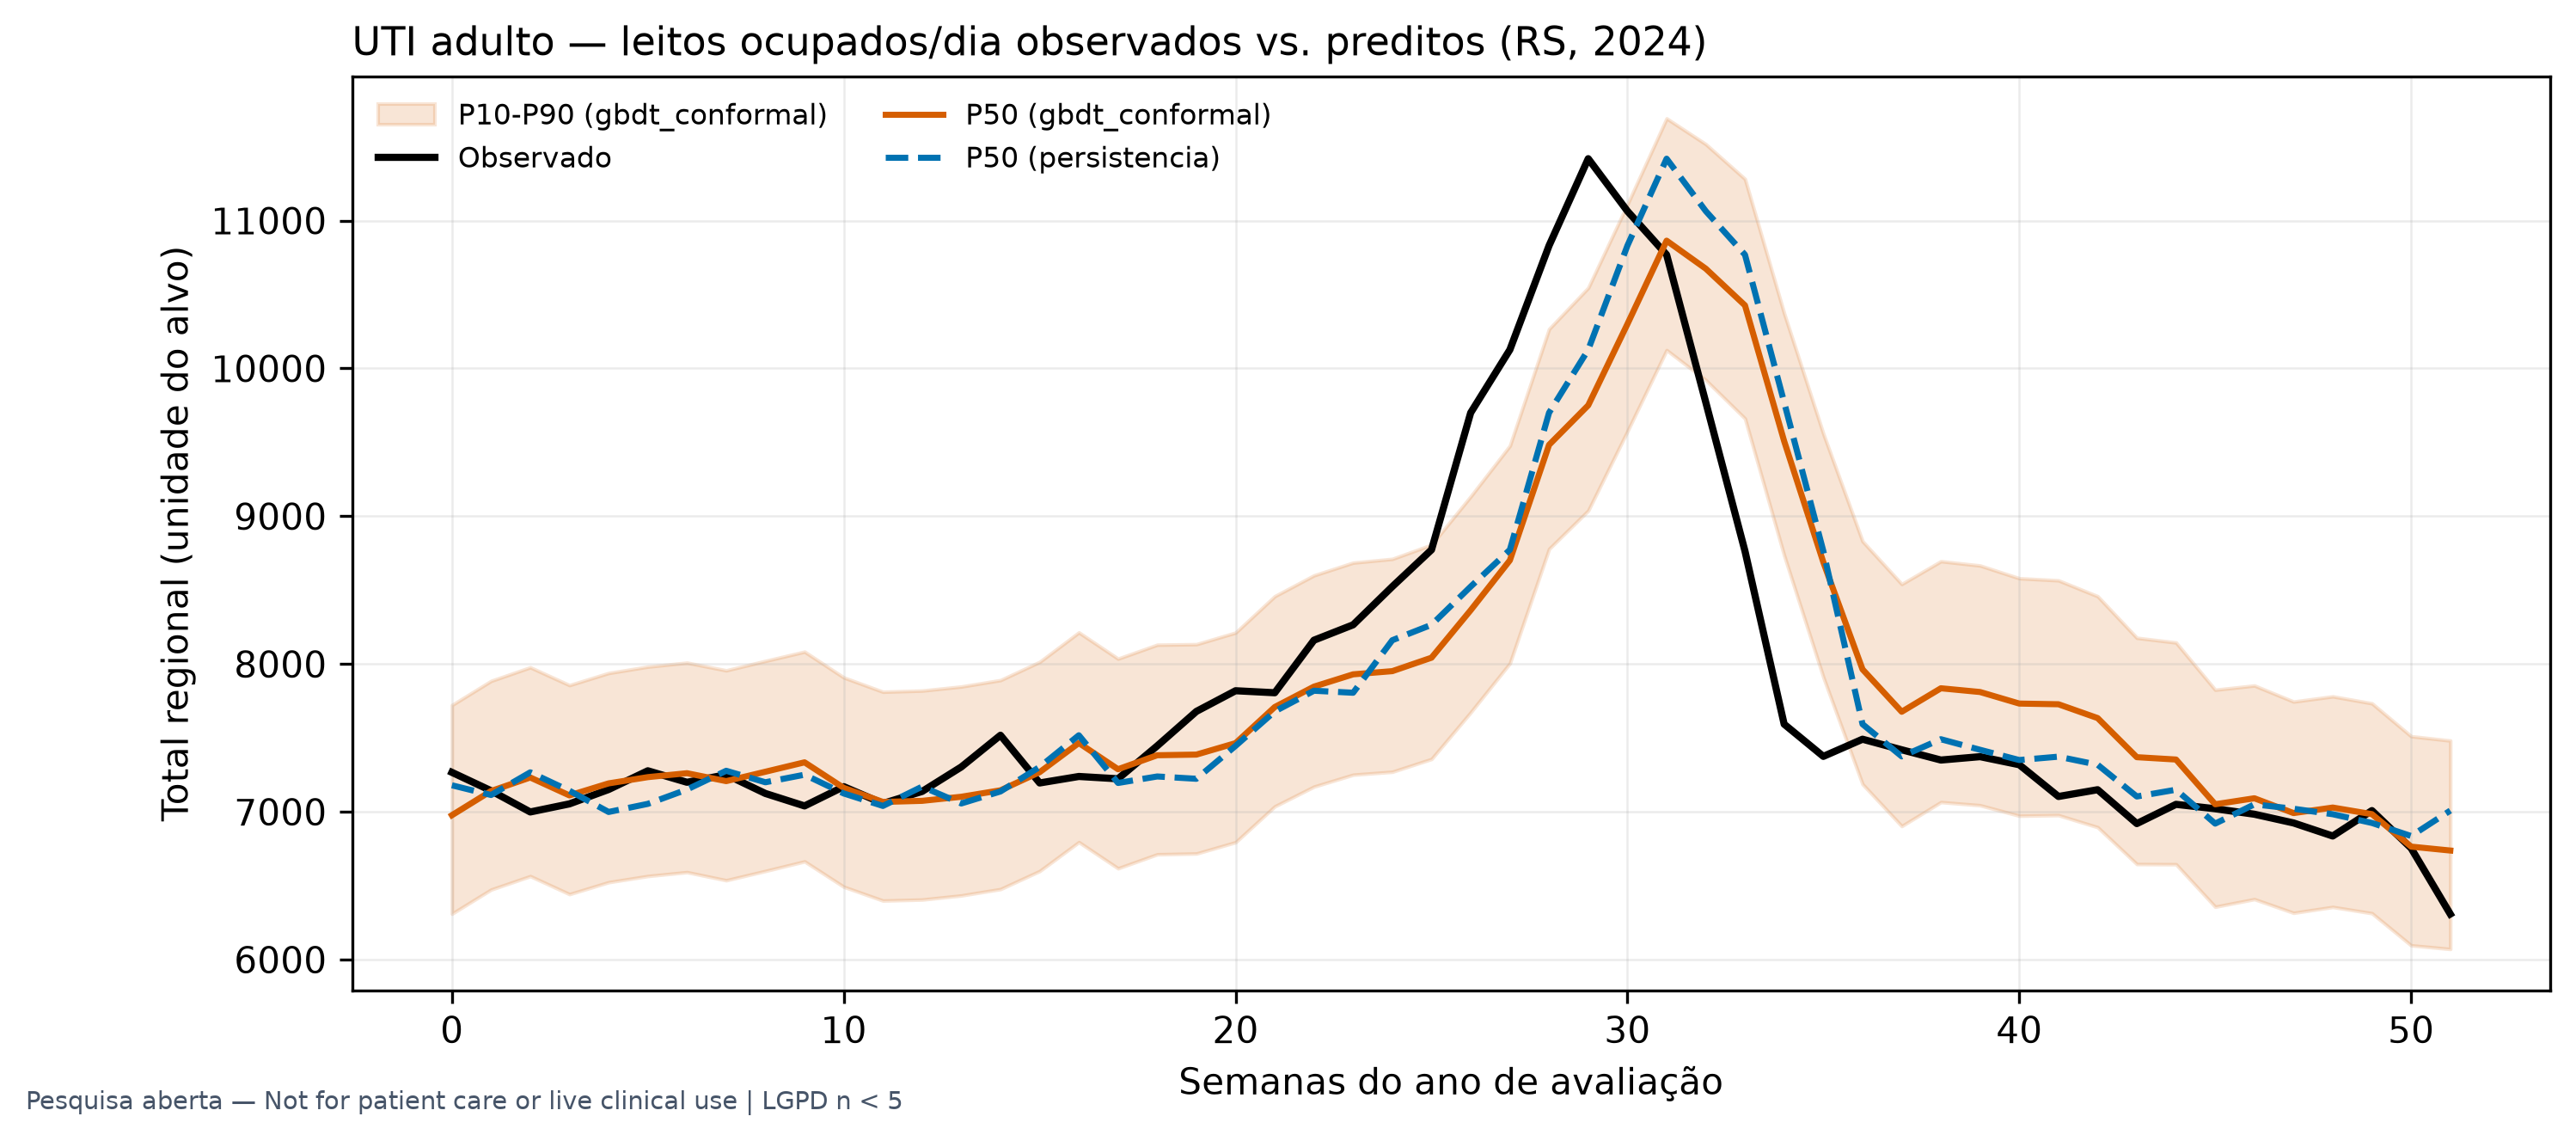 UTI adulto — leitos ocupados/dia observados vs. preditos (RS, 2024)
P10-P90 (gbdt_conformal)
Observado
P50 (gbdt_conformal)
P50 (persistencia)
Total regional (unidade do alvo)
11000
10000
9000
8000
7000
6000
0 10 20 30 40 50
Semanas do ano de avaliação
Pesquisa aberta — Not for patient care or live clinical use | LGPD n < 5